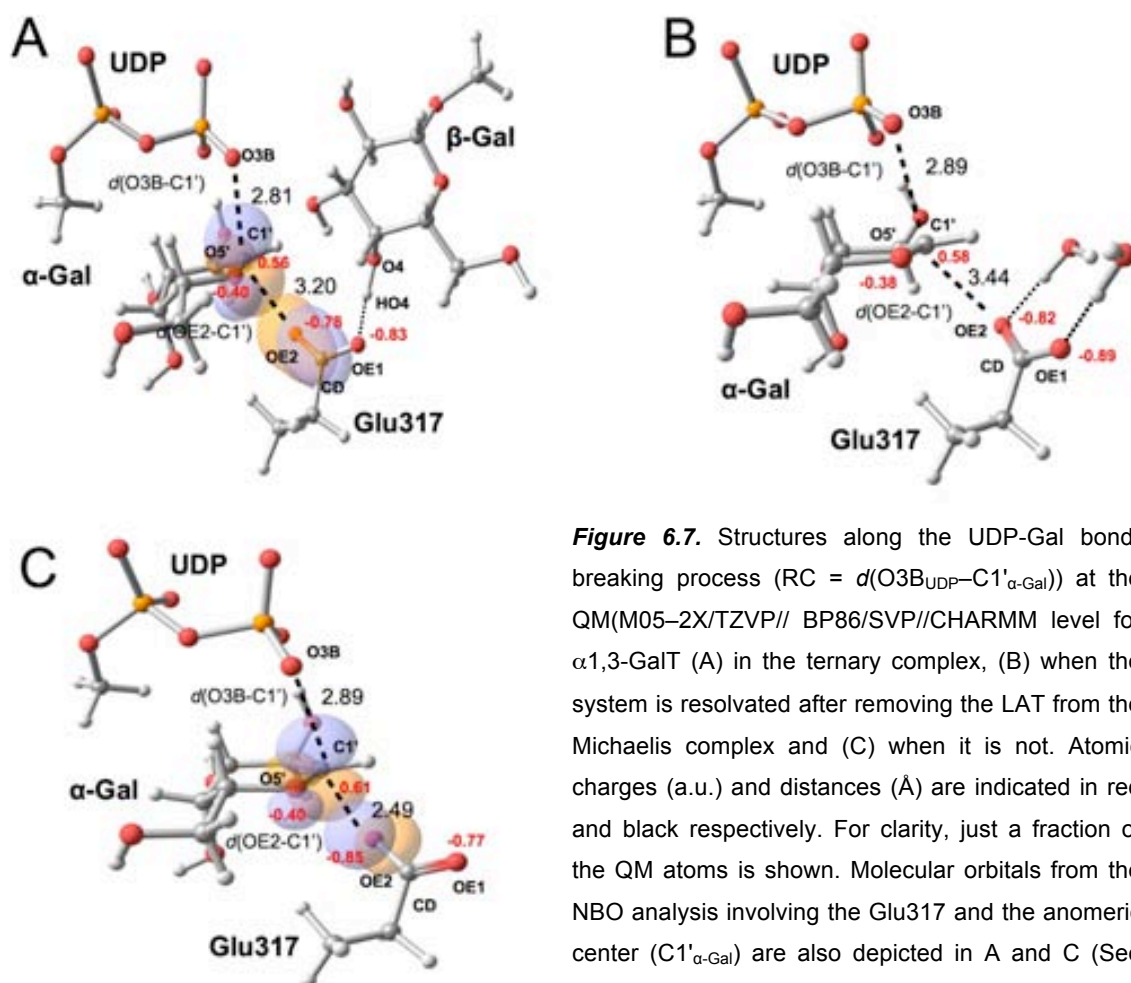 A
UDP
O3B
β-Gal
d(O3B-C1')
2.81
C1'
O5'
0.56
α-Gal
-0.40
3.20
O4
HO4
d(OE2-C1')
-0.78
-0.83
OE2
OE1
CD
Glu317
B
UDP
O3B
d(O3B-C1')
2.89
O5'
C1'
0.58
-0.38
3.44
d(OE2-C1')
OE2
-0.82
α-Gal
CD
OE1
-0.89
Glu317
C
UDP
O3B
d(O3B-C1')
2.89
C1'
α-Gal
O5'
0.61
-0.40
2.49
d(OE2-C1')
-0.85
-0.77
OE2
OE1
CD
Glu317
Figure 6.7. Structures along the UDP-Gal bond
breaking process (RC = d(O3BUDP–C1'α-Gal)) at the
QM(M05–2X/TZVP// BP86/SVP//CHARMM level fo
α1,3-GalT (A) in the ternary complex, (B) when the
system is resolvated after removing the LAT from the
Michaelis complex and (C) when it is not. Atomic
charges (a.u.) and distances (Å) are indicated in re
and black respectively. For clarity, just a fraction o
the QM atoms is shown. Molecular orbitals from the
NBO analysis involving the Glu317 and the anomeric
center (C1'α-Gal) are also depicted in A and C (See